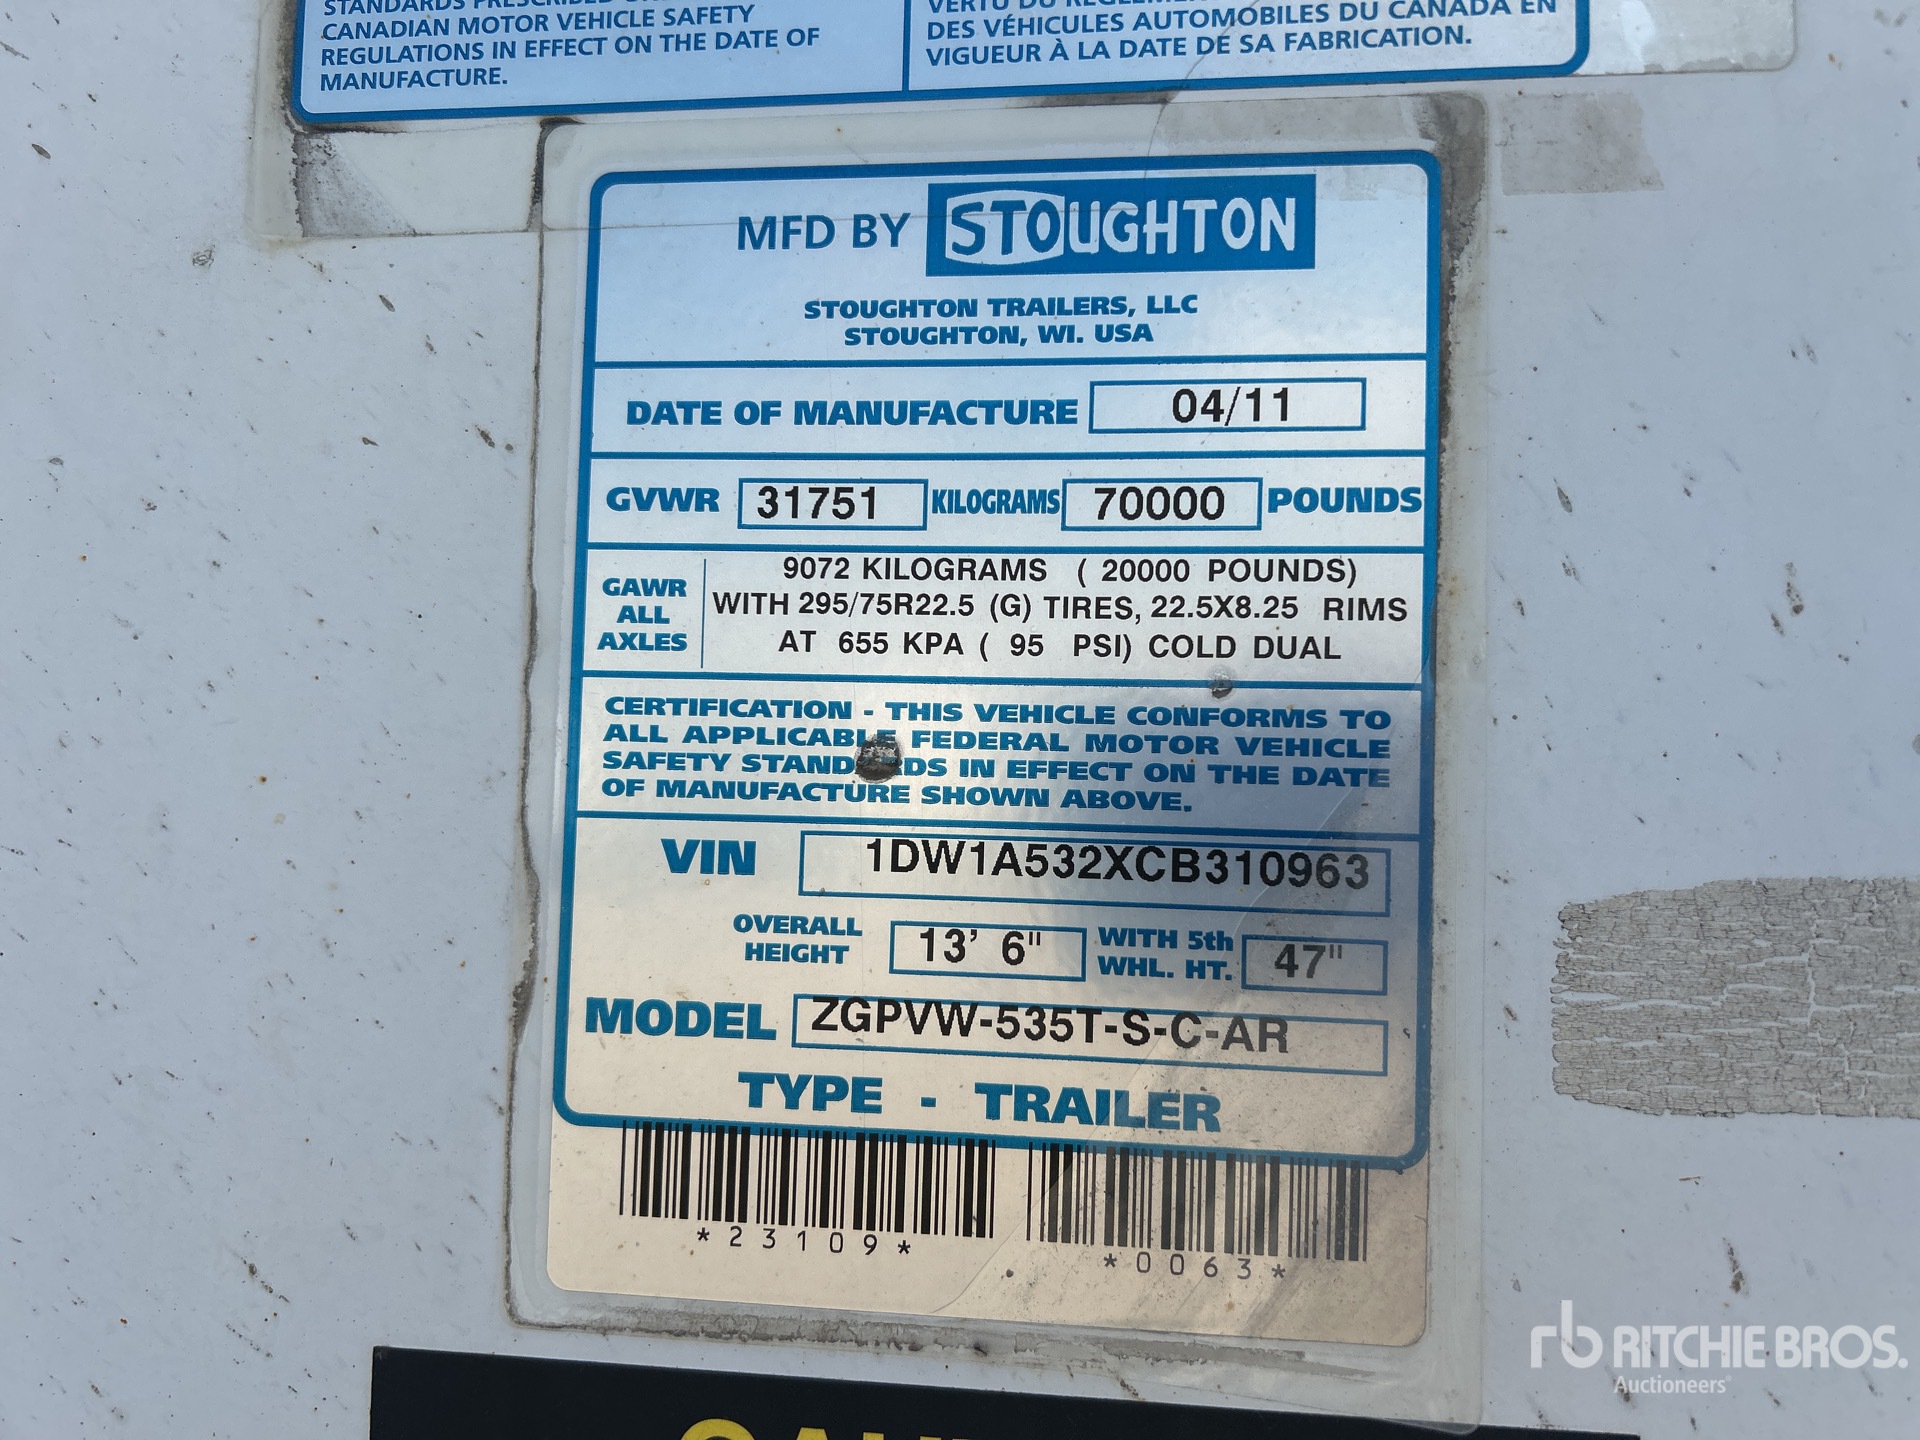 CANADIAN MOTOR VEHICLE SAFETY
REGULATIONS IN EFFECT ON THE DATE OF
MANUFACTURE.
DES VÉHICULES AUTOMOBILES DU CANADA EN
VIGUEUR À LA DATE DE SA FABRICATION.
MFD BY STOUGHTON
STOUGHTON TRAILERS, LLC
STOUGHTON, WI. USA
DATE OF MANUFACTURE 04/11
GVWR 31751 KILOGRAMS 70000 POUNDS
GAWR
ALL
AXLES
9072 KILOGRAMS ( 20000 POUNDS)
WITH 295/75R22.5 (G) TIRES, 22.5X8.25 RIMS
AT 655 KPA ( 95 PSI) COLD DUAL
CERTIFICATION - THIS VEHICLE CONFORMS TO
ALL APPLICABLE FEDERAL MOTOR VEHICLE
SAFETY STANDARDS IN EFFECT ON THE DATE
OF MANUFACTURE SHOWN ABOVE.
VIN 1DW1A532XCB310963
OVERALL
HEIGHT
13' 6"
WITH 5th
WHL. HT.
47"
MODEL ZGPVW-535T-S-C-AR
TYPE - TRAILER
*23109*
*0063*
rb RITCHIE BROS.
Auctioneers